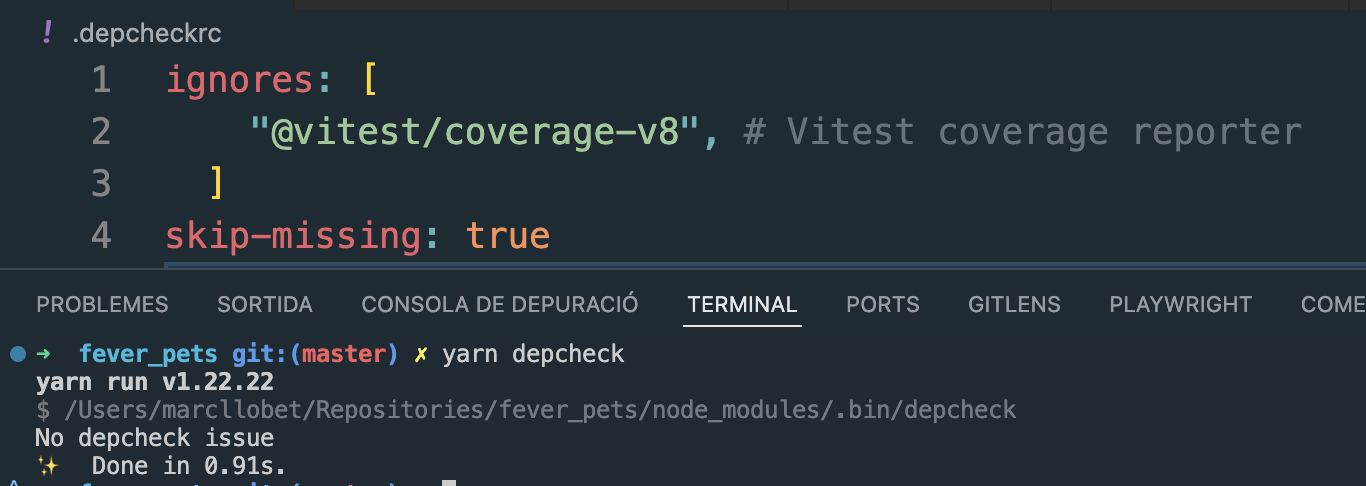 ! .depcheckrc
1 ignores: [
2 "@vitest/coverage-v8", # Vitest coverage reporter
3 ]
4 skip-missing: true
PROBLEMES SORTIDA CONSOLA DE DEPURACIÓ TERMINAL PORTS GITLENS PLAYWRIGHT COME
➜ fever_pets git:(master) ✗ yarn depcheck
yarn run v1.22.22
$ /Users/marcllobet/Repositories/fever_pets/node_modules/.bin/depcheck
No depcheck issue
✨ Done in 0.91s.